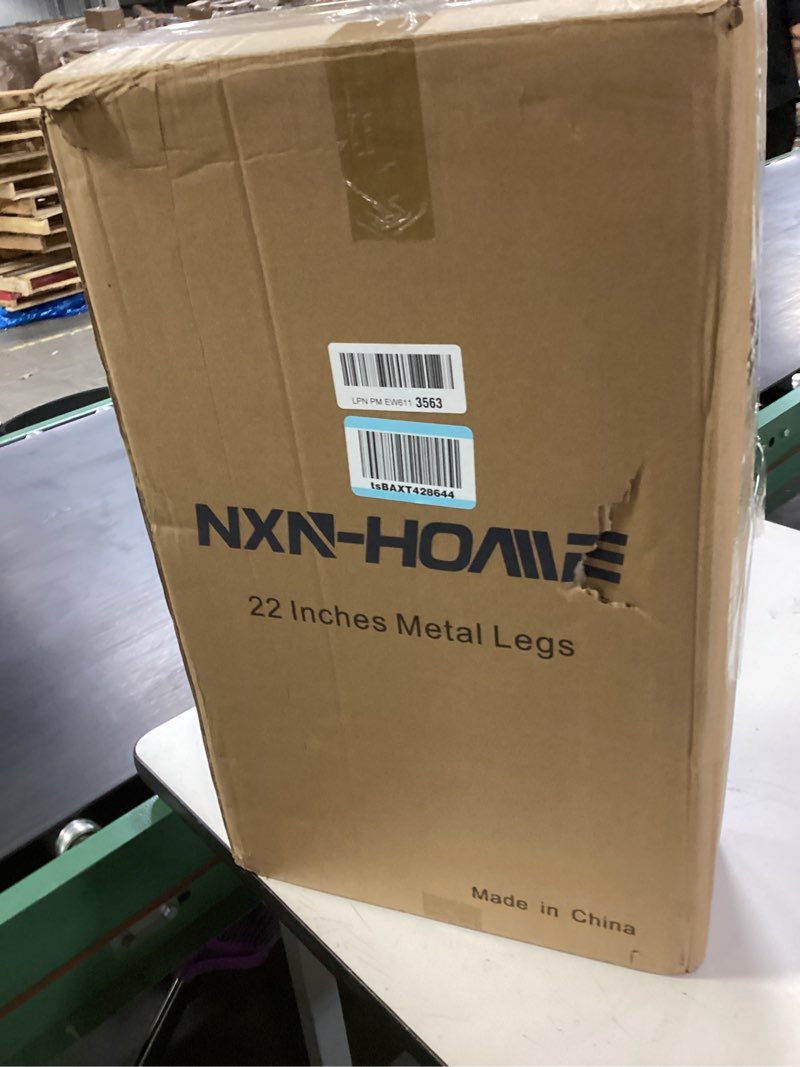 LPN PM EW611 3563
tsBAXT428644
NXN-HOME
22 Inches Metal Legs
Made in China